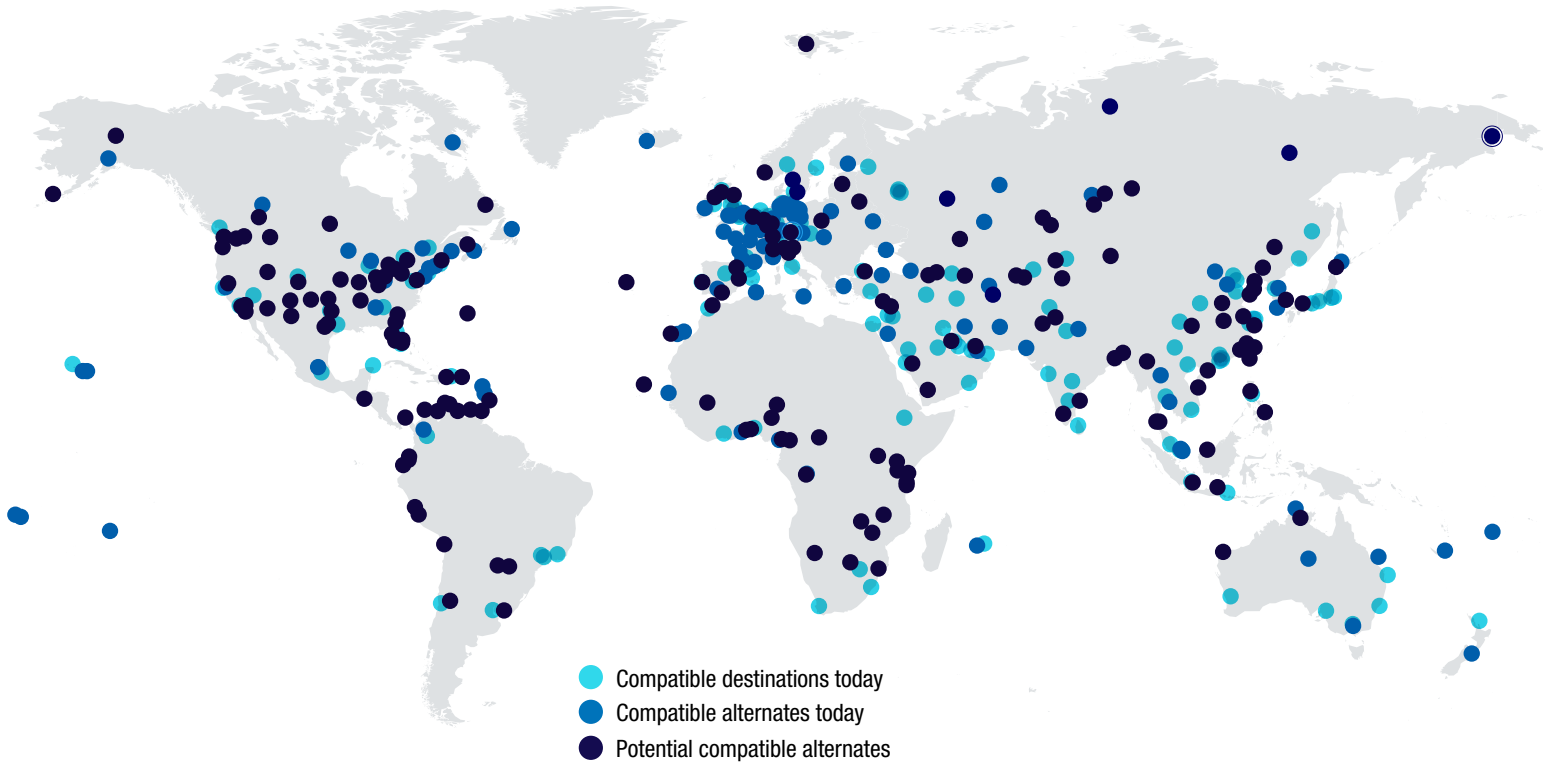 Compatible destinations today
Compatible alternates today
Potential compatible alternates